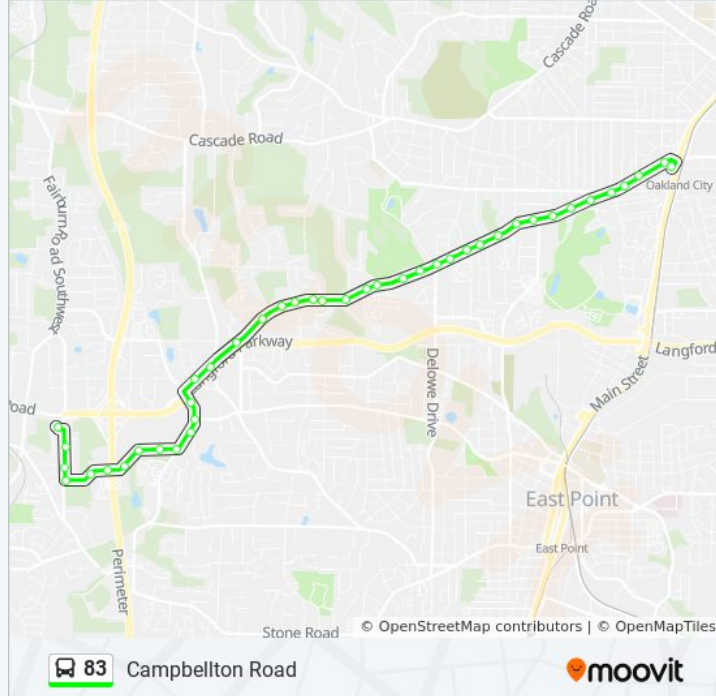 Cascade Road
Cascade Road
Oakland City
Fairburn Road Southwest
Langford Parkway
Langford
Main Street
Delowe Drive
Road
East Point
East Point
Perimeter
Stone Road
© OpenStreetMap contributors | © OpenMapTiles
83 Campbellton Road
moovit